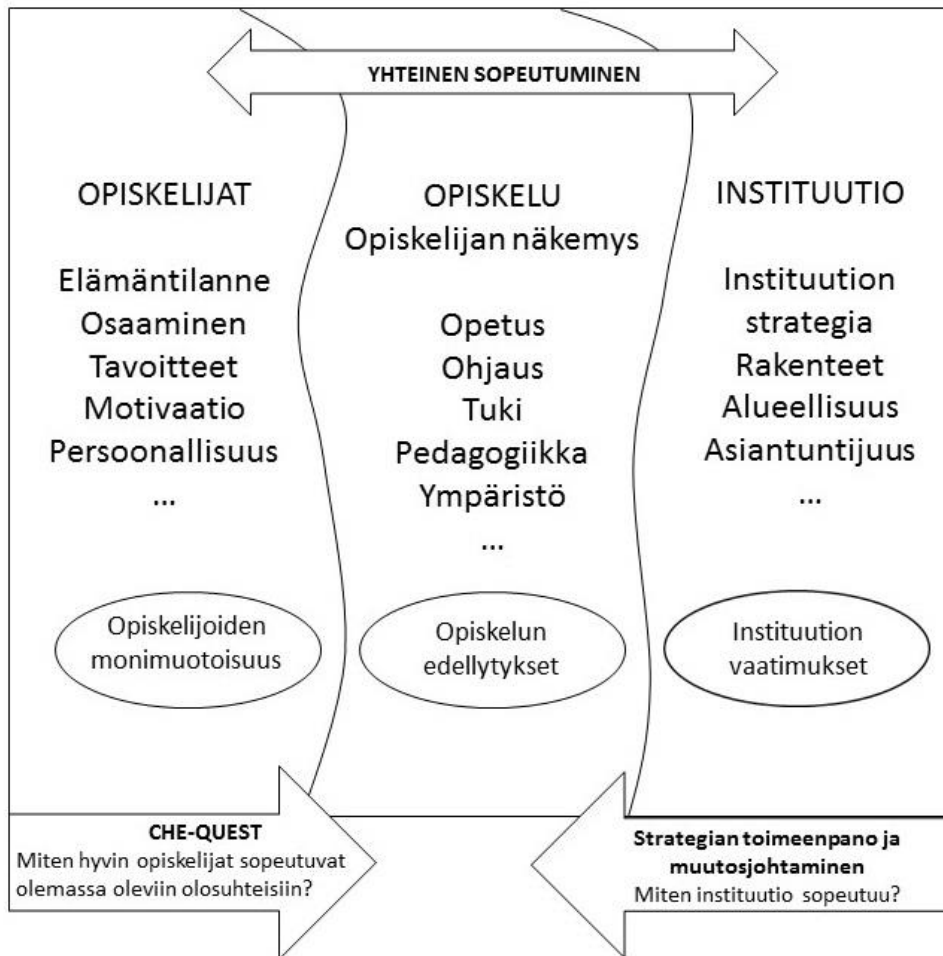 YHTEINEN SOPEUTUMINEN
OPISKELIJAT
Elämäntilanne
Osaaminen
Tavoitteet
Motivaatio
Persoonallisuus
...
Opiskelijoiden
monimuotoisuus
OPISKELU
Opiskelijan näkemys
Opetus
Ohjaus
Tuki
Pedagogiikka
Ympäristö
...
Opiskelun
edellytykset
INSTITUUTIO
Instituution
strategia
Rakenteet
Alueellisuus
Asiantuntijuus
...
Instituution
vaatimukset
CHE-QUEST
Miten hyvin opiskelijat sopeutuvat
olemassa oleviin olosuhteisiin?
Strategian toimeenpano ja
muutosjohtaminen
Miten instituutio sopeutuu?